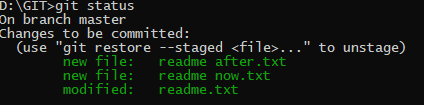 D:\GIT>git status
On branch master
Changes to be committed:
  (use "git restore --staged <file>..." to unstage)
        new file:   readme after.txt
        new file:   readme now.txt
        modified:   readme.txt